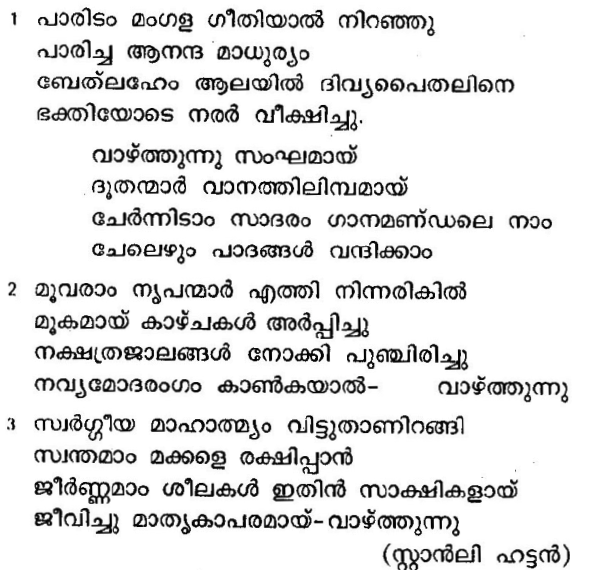 1 പാരിടം മംഗള ഗീതിയാൽ നിറഞ്ഞു
പാരിച്ച ആനന്ദ മാധുര്യം
ബേത്‌ലഹേം ആലയിൽ ദിവ്യപൈതലിനെ
ഭക്തിയോടെ നരർ വീക്ഷിച്ചു.
വാഴ്ത്തുന്നു സംഘമായ്
ദൂതന്മാർ വാനത്തിലിമ്പമായ്
ചേർന്നിടാം സാദരം ഗാനമണ്ഡലെ നാം
ചേലെഴും പാദങ്ങൾ വന്ദിക്കാം
2 മൂവരാം നൃപന്മാർ എത്തി നിന്നരികിൽ
മൂകമായ് കാഴ്ചകൾ അർപ്പിച്ചു
നക്ഷത്രജാലങ്ങൾ നോക്കി പുഞ്ചിരിച്ചു
നവ്യമോദരംഗം കാൺകയാൽ- വാഴ്ത്തുന്നു
3 സ്വർഗ്ഗീയ മാഹാത്മ്യം വിട്ടുതാണിറങ്ങി
സ്വന്തമാം മക്കളെ രക്ഷിപ്പാൻ
ജീർണ്ണമാം ശീലകൾ ഇതിൻ സാക്ഷികളായ്
ജീവിച്ചു മാതൃകാപരമായ്-വാഴ്ത്തുന്നു
(സ്റ്റാൻലി ഹട്ടൻ)